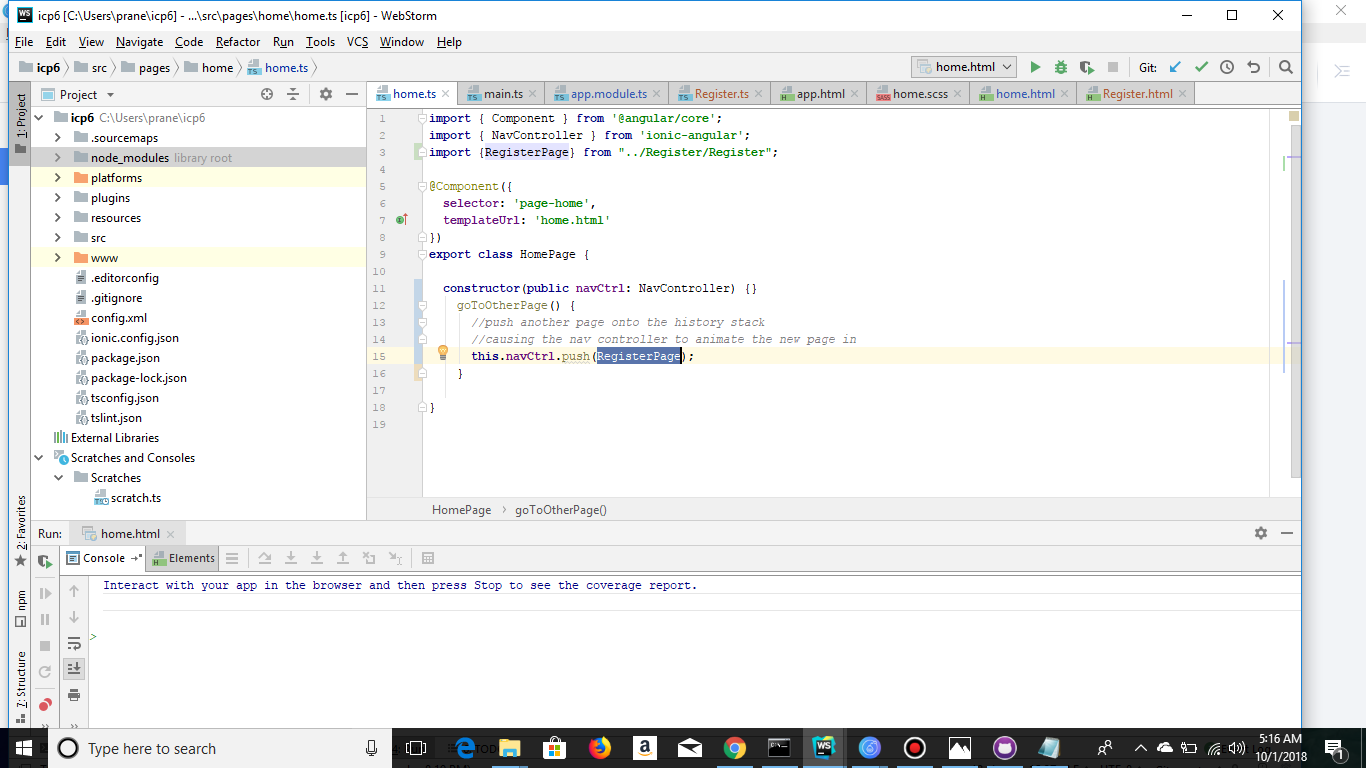 icp6 [C:\Users\prane\icp6] - ...\src\pages\home\home.ts [icp6] - WebStorm
File Edit View Navigate Code Refactor Run Tools VCS Window Help
icp6 src pages home home.ts home.html Git:
1: Project
Project
home.ts main.ts app.module.ts Register.ts app.html home.scss home.html Register.html
icp6 C:\Users\prane\icp6
.sourcemaps
node_modules library root
platforms
plugins
resources
src
www
.editorconfig
.gitignore
config.xml
ionic.config.json
package.json
package-lock.json
tsconfig.json
tslint.json
External Libraries
Scratches and Consoles
Scratches
scratch.ts
1 import { Component } from '@angular/core';
2 import { NavController } from 'ionic-angular';
3 import {RegisterPage} from "../Register/Register";
4
5 @Component({
6 selector: 'page-home',
7 templateUrl: 'home.html'
8 })
9 export class HomePage {
10
11 constructor(public navCtrl: NavController) {}
12 goToOtherPage() {
13 //push another page onto the history stack
14 //causing the nav controller to animate the new page in
15 this.navCtrl.push(RegisterPage);
16 }
17
18 }
19
HomePage goToOtherPage()
2: Favorites
npm
7: Structure
Run: home.html
Console Elements
Interact with your app in the browser and then press Stop to see the coverage report.
>
Type here to search
5:16 AM
10/1/2018
1